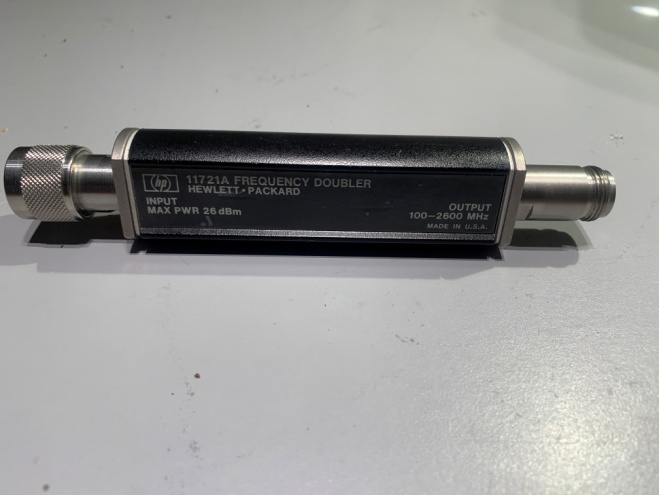 hp 11721A FREQUENCY DOUBLER
HEWLETT•PACKARD
INPUT
MAX PWR 26 dBm
OUTPUT
100–2600 MHz
MADE IN U.S.A.